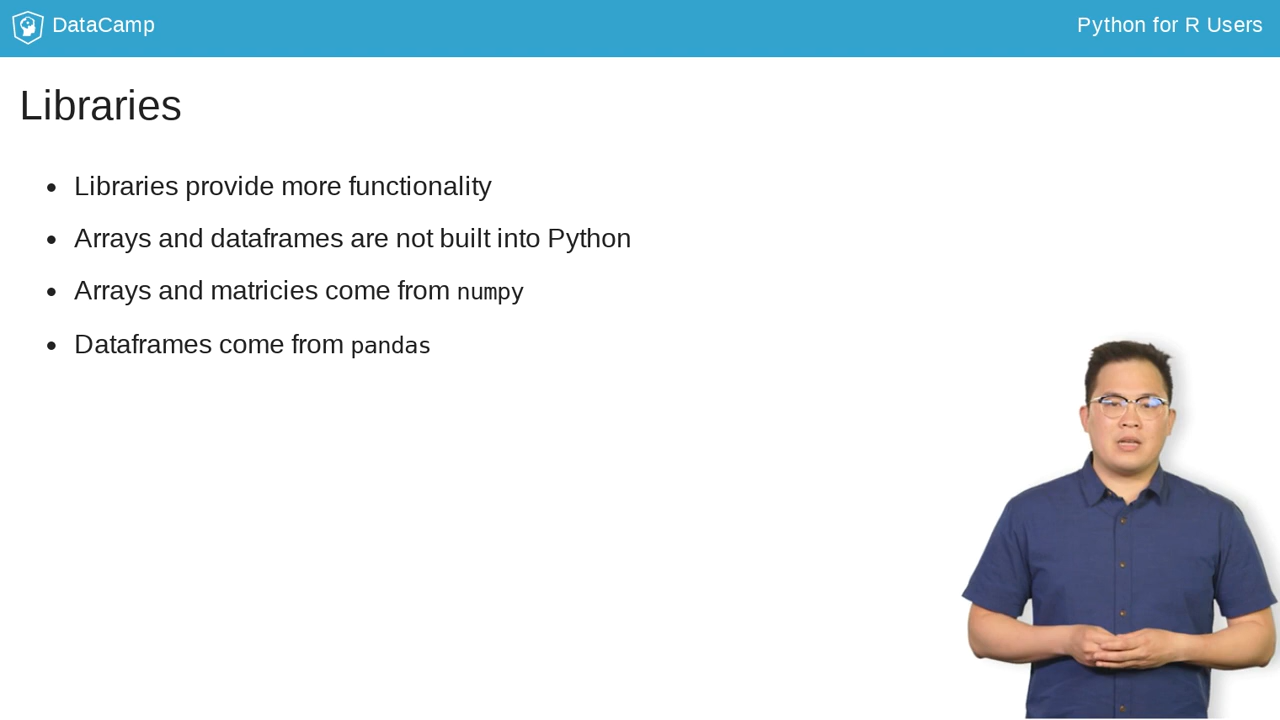 DataCamp
Python for R Users
Libraries
• Libraries provide more functionality
• Arrays and dataframes are not built into Python
• Arrays and matricies come from numpy
• Dataframes come from pandas